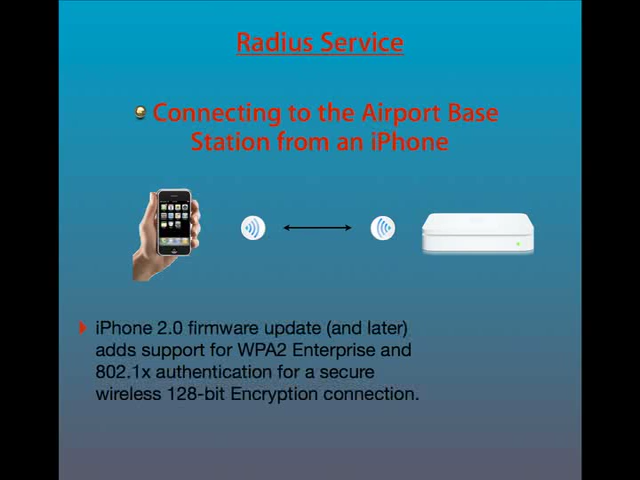 Radius Service
Connecting to the Airport Base
Station from an iPhone
iPhone 2.0 firmware update (and later)
adds support for WPA2 Enterprise and
802.1x authentication for a secure
wireless 128-bit Encryption connection.